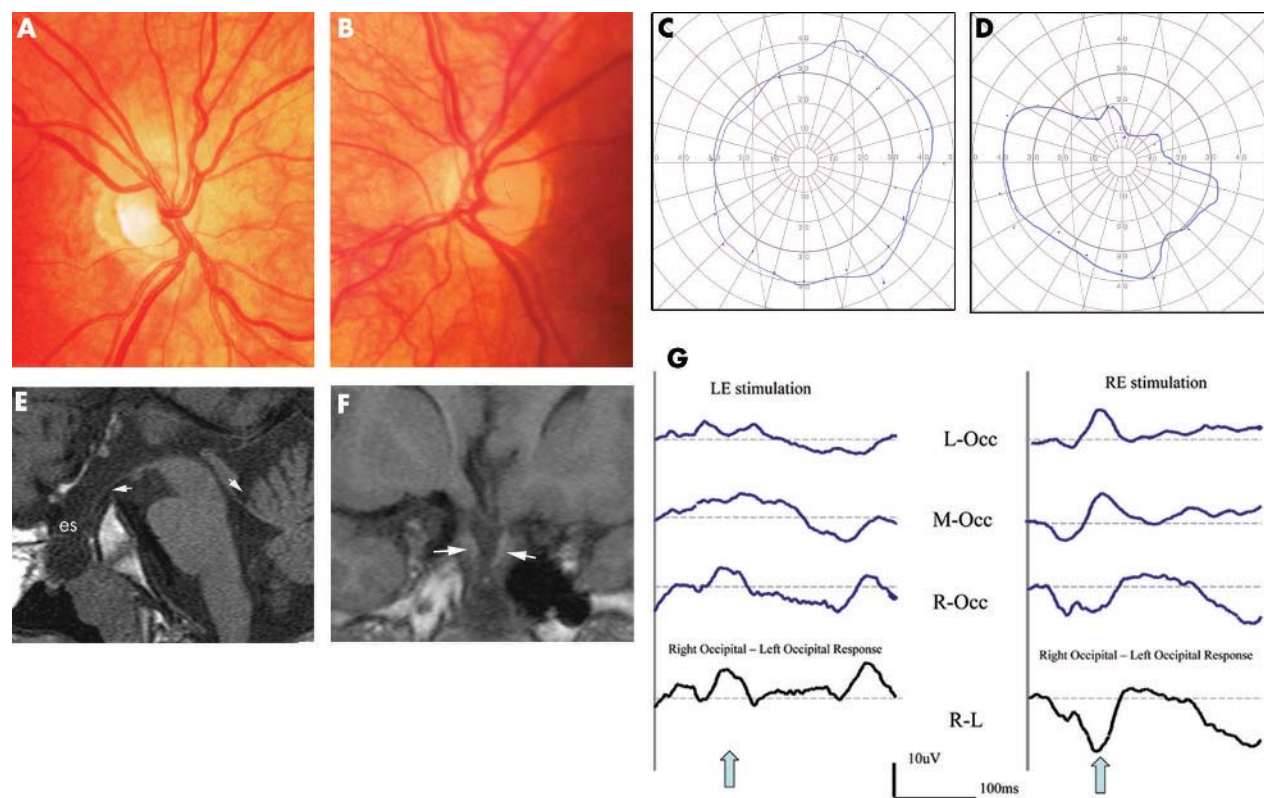 A
B
C
D
E
es
F
G
LE stimulation
RE stimulation
L-Occ
M-Occ
R-Occ
Right Occipital – Left Occipital Response
Right Occipital – Left Occipital Response
R-L
10uV
100ms